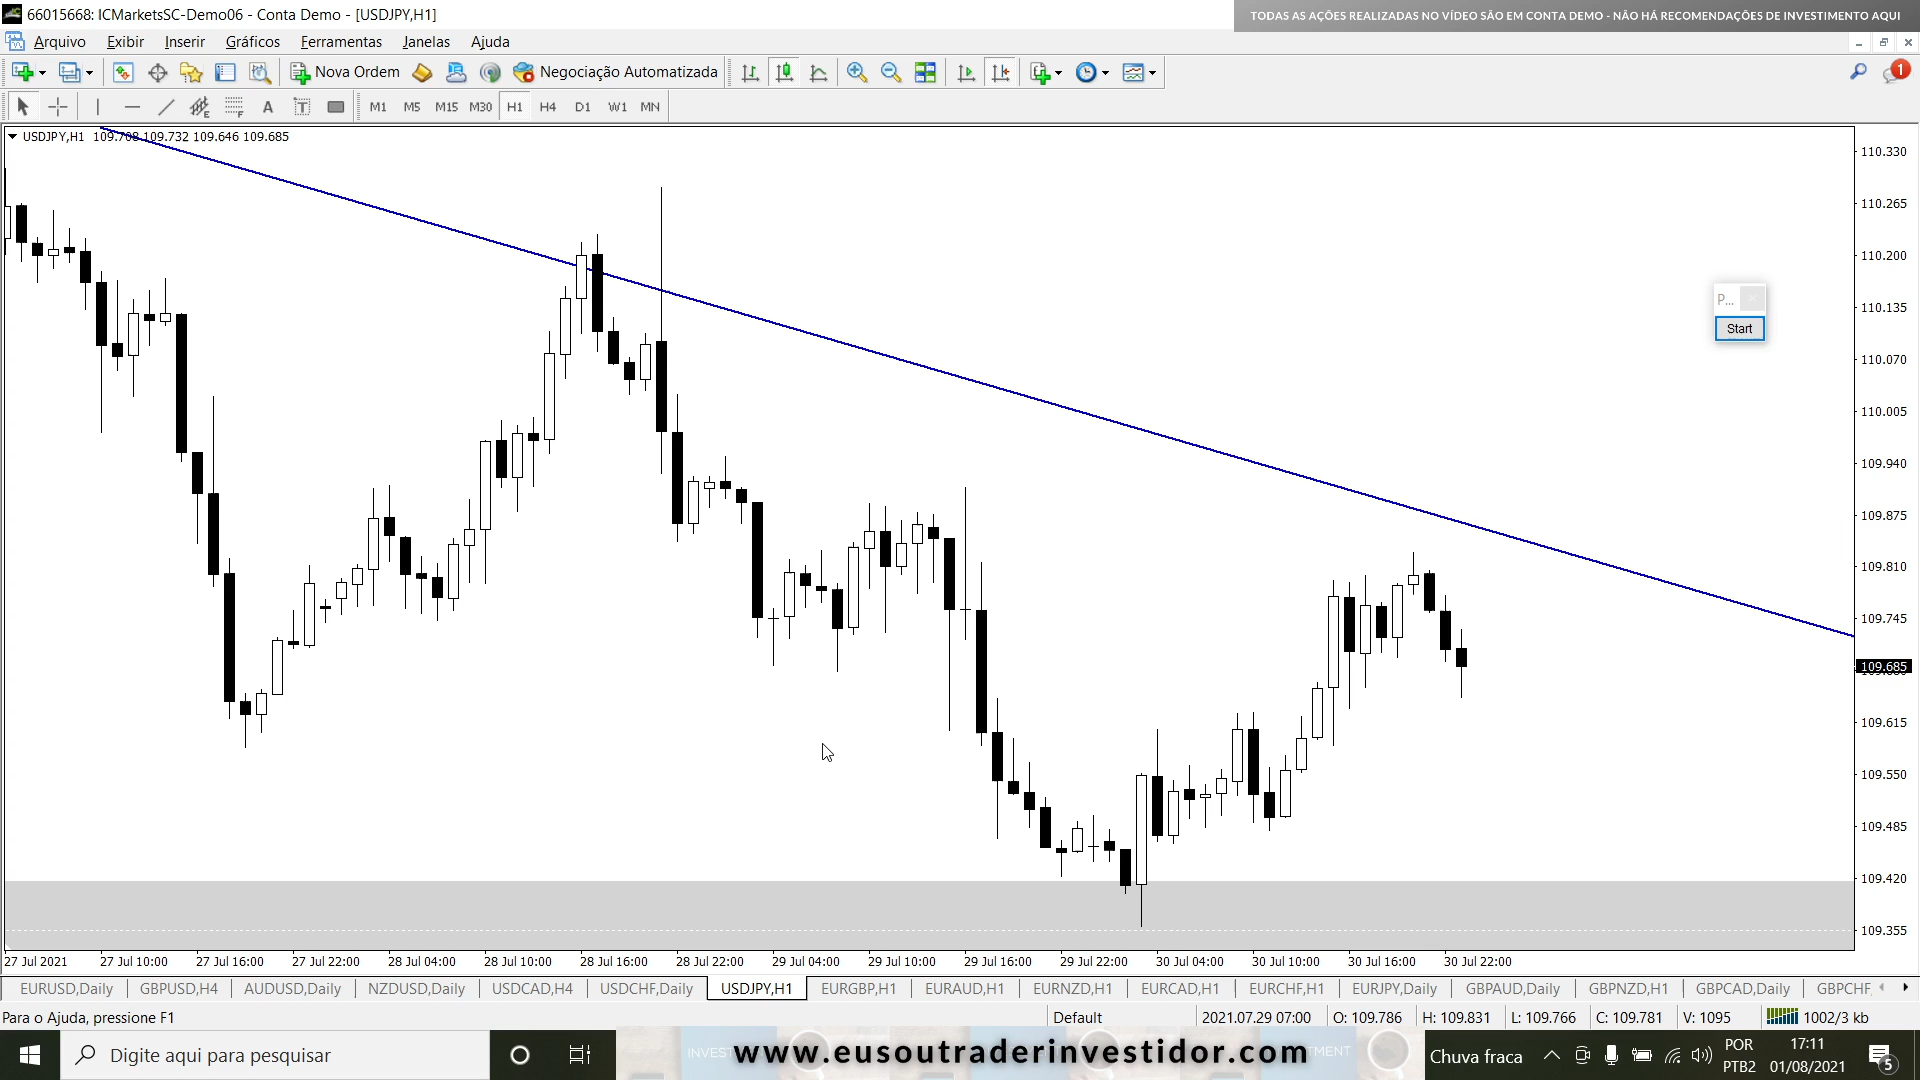 66015668: ICMarketsSC-Demo06 - Conta Demo - [USDJPY,H1]
TODAS AS AÇÕES REALIZADAS NO VÍDEO SÃO EM CONTA DEMO - NÃO HÁ RECOMENDAÇÕES DE INVESTIMENTO AQUI
Arquivo Exibir Inserir Gráficos Ferramentas Janelas Ajuda
Nova Ordem Negociação Automatizada 1
A T M1 M5 M15 M30 H1 H4 D1 W1 MN
USDJPY,H1 109.708 109.732 109.646 109.685
110.330
110.265
110.200
P...
110.135
Start
110.070
110.005
109.940
109.875
109.810
109.745
109.685
109.615
109.550
109.485
109.420
109.355
27 Jul 2021 27 Jul 10:00 27 Jul 16:00 27 Jul 22:00 28 Jul 04:00 28 Jul 10:00 28 Jul 16:00 28 Jul 22:00 29 Jul 04:00 29 Jul 10:00 29 Jul 16:00 29 Jul 22:00 30 Jul 04:00 30 Jul 10:00 30 Jul 16:00 30 Jul 22:00
EURUSD,Daily GBPUSD,H4 AUDUSD,Daily NZDUSD,Daily USDCAD,H4 USDCHF,Daily USDJPY,H1 EURGBP,H1 EURAUD,H1 EURNZD,H1 EURCAD,H1 EURCHF,H1 EURJPY,Daily GBPAUD,Daily GBPNZD,H1 GBPCAD,Daily GBPCHF,
Para o Ajuda, pressione F1 Default 2021.07.29 07:00 O: 109.786 H: 109.831 L: 109.766 C: 109.781 V: 1095 1002/3 kb
Digite aqui para pesquisar www.eusoutraderinvestidor.com Chuva fraca POR 17:11
PTB2 01/08/2021 5